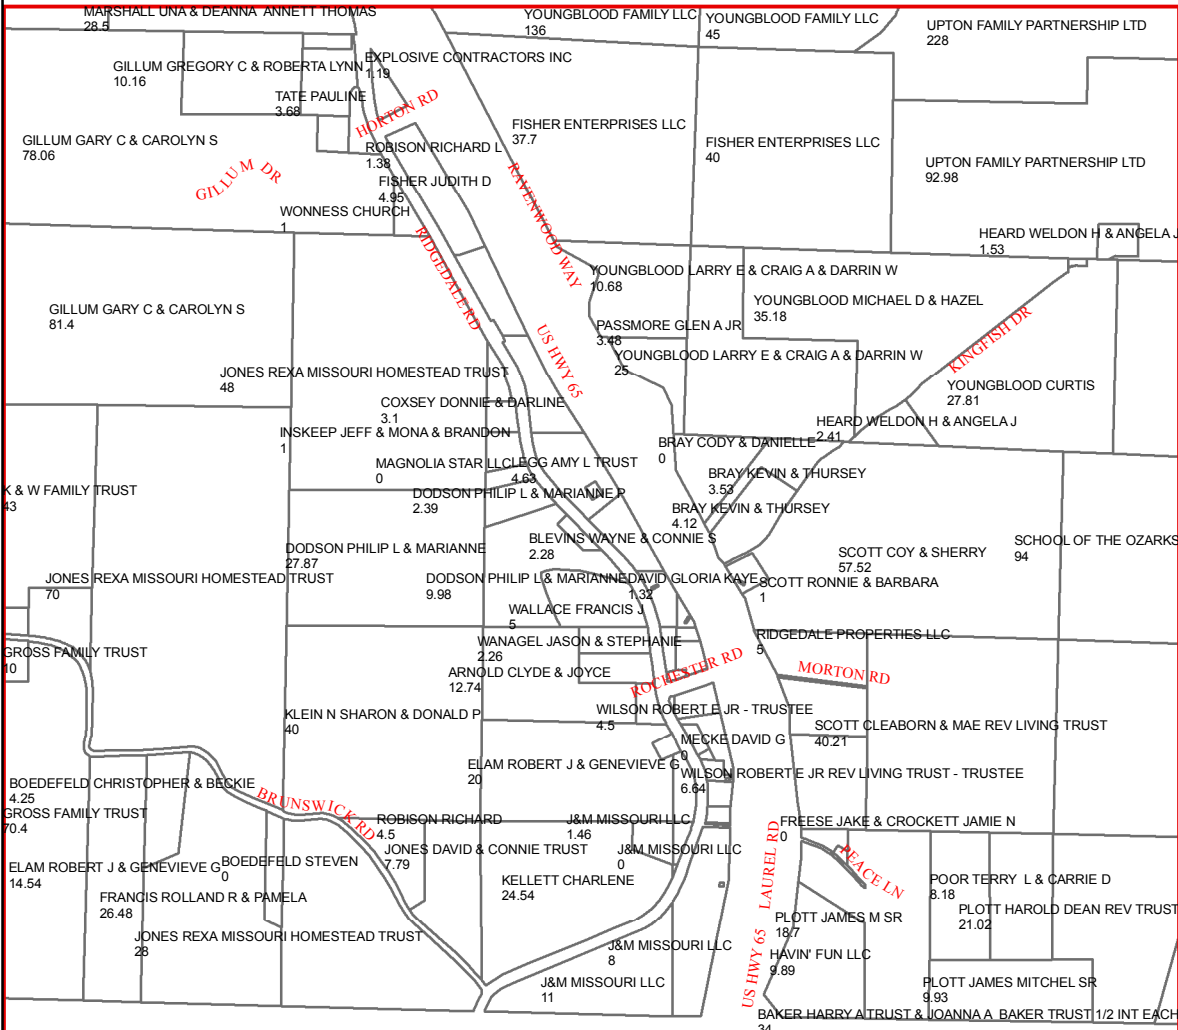 MARSHALL UNA & DEANNA ANNETT THOMAS
28.5
YOUNGBLOOD FAMILY LLC
136
YOUNGBLOOD FAMILY LLC
45
UPTON FAMILY PARTNERSHIP LTD
228
GILLUM GREGORY C & ROBERTA LYNN
10.16
EXPLOSIVE CONTRACTORS INC
1.19
TATE PAULINE
3.68
HORTON RD
GILLUM GARY C & CAROLYN S
78.06
ROBISON RICHARD L
1.38
FISHER ENTERPRISES LLC
37.7
FISHER ENTERPRISES LLC
40
UPTON FAMILY PARTNERSHIP LTD
92.98
GILLUM DR
FISHER JUDITH D
4.95
RAVENWOOD WAY
WONNESS CHURCH
1
RIDGEDALE RD
HEARD WELDON H & ANGELA J
1.53
YOUNGBLOOD LARRY E & CRAIG A & DARRIN W
10.68
YOUNGBLOOD MICHAEL D & HAZEL
35.18
GILLUM GARY C & CAROLYN S
81.4
PASSMORE GLEN A JR
3.48
KINGFISH DR
US HWY 65
YOUNGBLOOD LARRY E & CRAIG A & DARRIN W
25
JONES REXA MISSOURI HOMESTEAD TRUST
48
YOUNGBLOOD CURTIS
27.81
COXSEY DONNIE & DARLINE
3.1
HEARD WELDON H & ANGELA J
2.41
INSKEEP JEFF & MONA & BRANDON
1
BRAY CODY & DANIELLE
0
MAGNOLIA STAR LLC
0
CLEGG AMY L TRUST
4.63
BRAY KEVIN & THURSEY
3.53
K & W FAMILY TRUST
43
DODSON PHILIP L & MARIANNE P
2.39
BRAY KEVIN & THURSEY
4.12
BLEVINS WAYNE & CONNIE S
2.28
DODSON PHILIP L & MARIANNE
27.87
SCOTT COY & SHERRY
57.52
SCHOOL OF THE OZARKS
94
JONES REXA MISSOURI HOMESTEAD TRUST
70
DODSON PHILIP L & MARIANNE
9.98
DAVID GLORIA KAYE
1.32
SCOTT RONNIE & BARBARA
1
WALLACE FRANCIS J
5
WANAGEL JASON & STEPHANIE
2.26
RIDGEDALE PROPERTIES LLC
5
GROSS FAMILY TRUST
10
ARNOLD CLYDE & JOYCE
12.74
ROCHESTER RD
MORTON RD
KLEIN N SHARON & DONALD P
40
WILSON ROBERT E JR - TRUSTEE
4.5
SCOTT CLEABORN & MAE REV LIVING TRUST
40.21
MECKE DAVID G
0
ELAM ROBERT J & GENEVIEVE G
20
WILSON ROBERT E JR REV LIVING TRUST - TRUSTEE
6.64
BOEDEFELD CHRISTOPHER & BECKIE
4.25
BRUNSWICK RD
GROSS FAMILY TRUST
70.4
ROBISON RICHARD
4.5
J&M MISSOURI LLC
1.46
FREESE JAKE & CROCKETT JAMIE N
0
JONES DAVID & CONNIE TRUST
7.79
J&M MISSOURI LLC
0
LAUREL RD
PEACE LN
BOEDEFELD STEVEN
0
ELAM ROBERT J & GENEVIEVE G
14.54
KELLETT CHARLENE
24.54
POOR TERRY L & CARRIE D
8.18
FRANCIS ROLLAND R & PAMELA
26.48
PLOTT HAROLD DEAN REV TRUST
21.02
PLOTT JAMES M SR
18.7
JONES REXA MISSOURI HOMESTEAD TRUST
28
J&M MISSOURI LLC
8
US HWY 65
HAVIN' FUN LLC
9.89
J&M MISSOURI LLC
11
PLOTT JAMES MITCHEL SR
9.93
BAKER HARRY A TRUST & JOANNA A BAKER TRUST 1/2 INT EACH
34